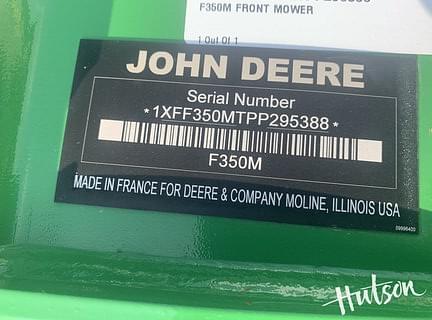 F350M FRONT MOWER
1 Out Of 1
JOHN DEERE
Serial Number
*1XFF350MTPP295388*
F350M
MADE IN FRANCE FOR DEERE & COMPANY MOLINE, ILLINOIS USA
Hutson